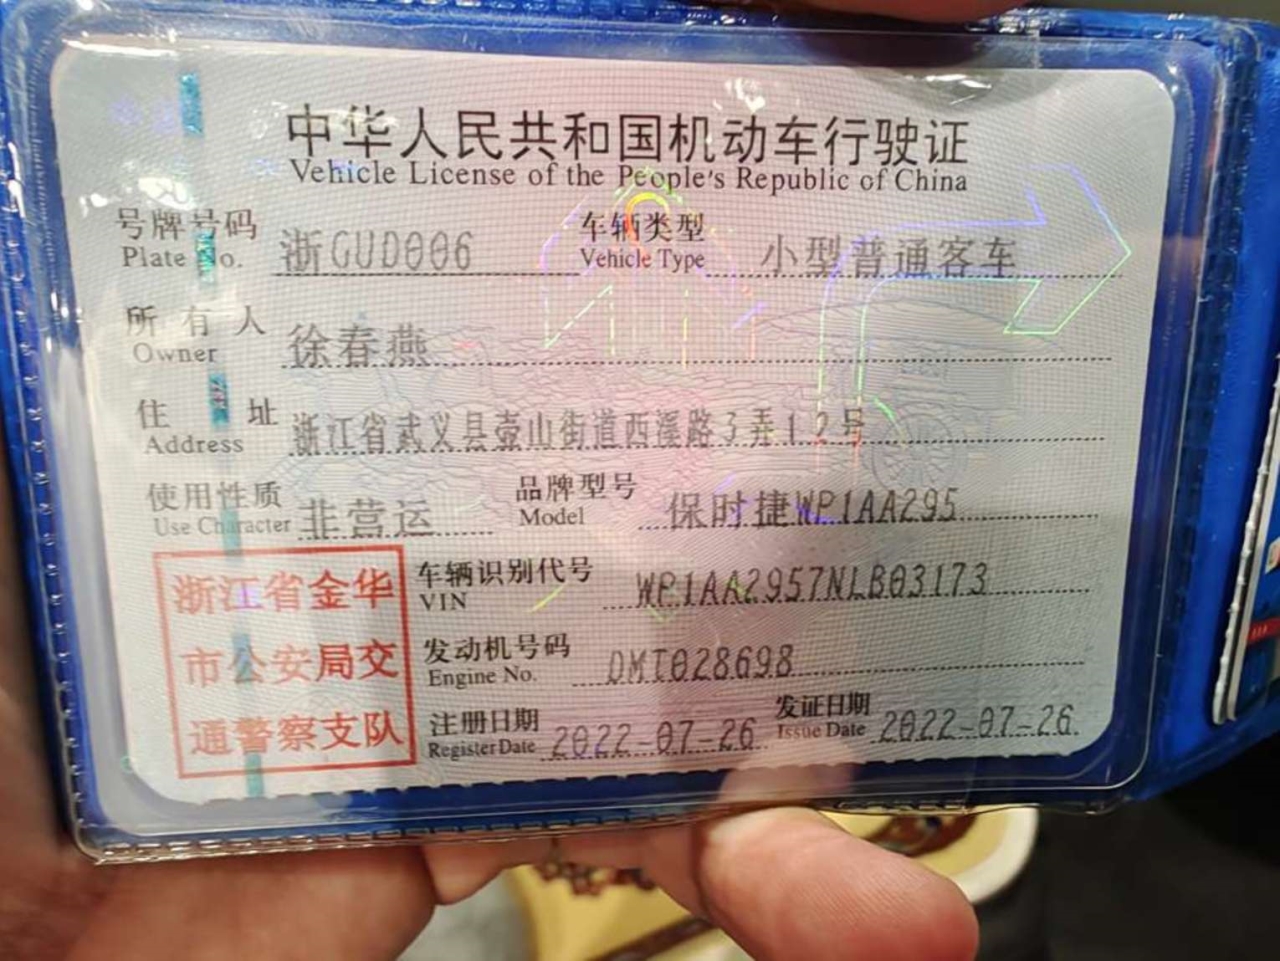 中华人民共和国机动车行驶证
Vehicle License of the People's Republic of China
号牌号码 浙GUD006 车辆类型 小型普通客车
Plate No. Vehicle Type
所有人 徐春燕
Owner
住址 浙江省武义县壶山街道西溪路3弄12号
Address
使用性质 非营运 品牌型号 保时捷WP1AA295
Use Character Model
浙江省金华
市公安局交
通警察支队
车辆识别代号 WP1AA2957NLB03173
VIN
发动机号码 DMT028698
Engine No.
注册日期 2022-07-26 发证日期 2022-07-26
Register Date Issue Date